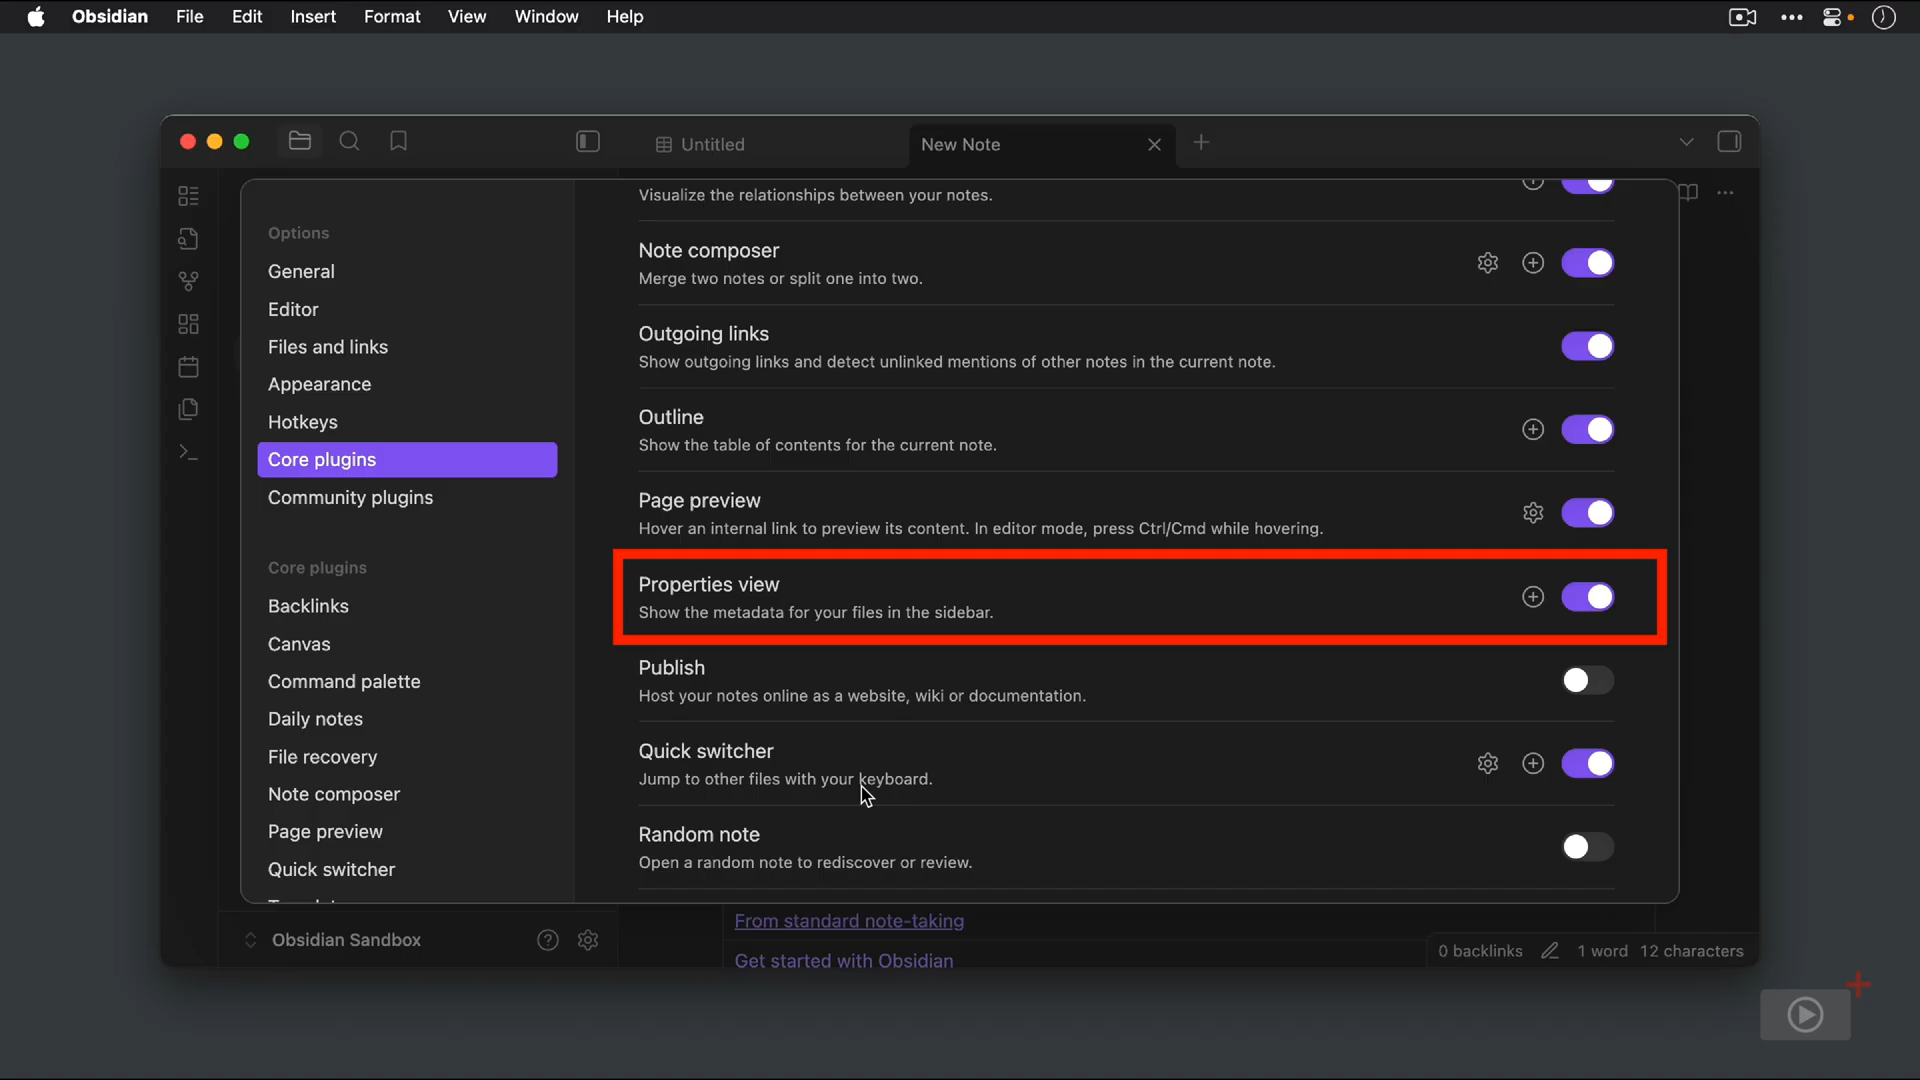 Obsidian File Edit Insert Format View Window Help
Untitled
New Note
Options
General
Editor
Files and links
Appearance
Hotkeys
Core plugins
Community plugins
Core plugins
Backlinks
Canvas
Command palette
Daily notes
File recovery
Note composer
Page preview
Quick switcher
Visualize the relationships between your notes.
Note composer
Merge two notes or split one into two.
Outgoing links
Show outgoing links and detect unlinked mentions of other notes in the current note.
Outline
Show the table of contents for the current note.
Page preview
Hover an internal link to preview its content. In editor mode, press Ctrl/Cmd while hovering.
Properties view
Show the metadata for your files in the sidebar.
Publish
Host your notes online as a website, wiki or documentation.
Quick switcher
Jump to other files with your keyboard.
Random note
Open a random note to rediscover or review.
Obsidian Sandbox
From standard note-taking
Get started with Obsidian
0 backlinks 1 word 12 characters